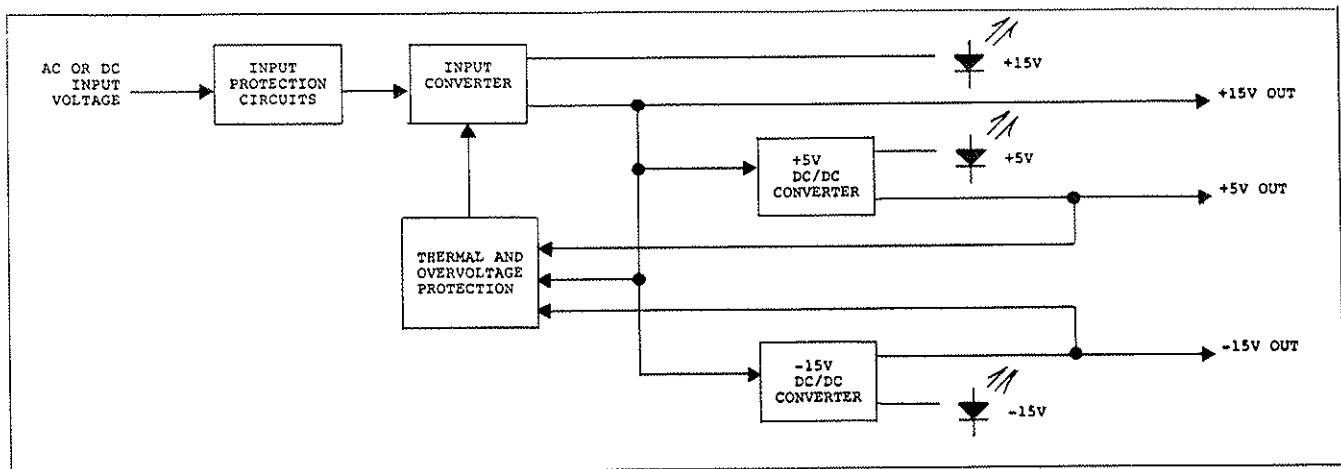 AC OR DC
INPUT
VOLTAGE
INPUT
PROTECTION
CIRCUITS
INPUT
CONVERTER
+15V
+15V OUT
+5V
DC/DC
CONVERTER
+5V
+5V OUT
THERMAL AND
OVERVOLTAGE
PROTECTION
-15V
DC/DC
CONVERTER
-15V OUT
-15V